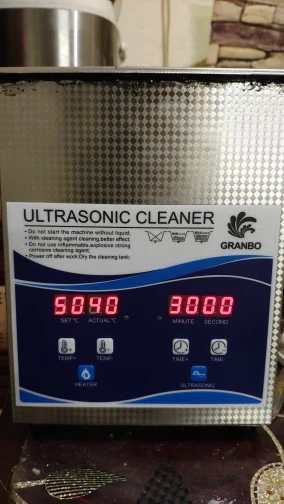 ULTRASONIC CLEANER
• Do not start the machine without liquid.
• With cleaning agent cleaning,better effect.
• Do not use inflammable,explosive strong
corrosive cleaning agent.
• Power off after work.Dry the cleaning tank.
GRANBO
5040
3000
SET °C ACTUAL °C
MINUTE SECOND
TEMP+ TEMP-
TIME+ TIME-
HEATER
ULTRASONIC